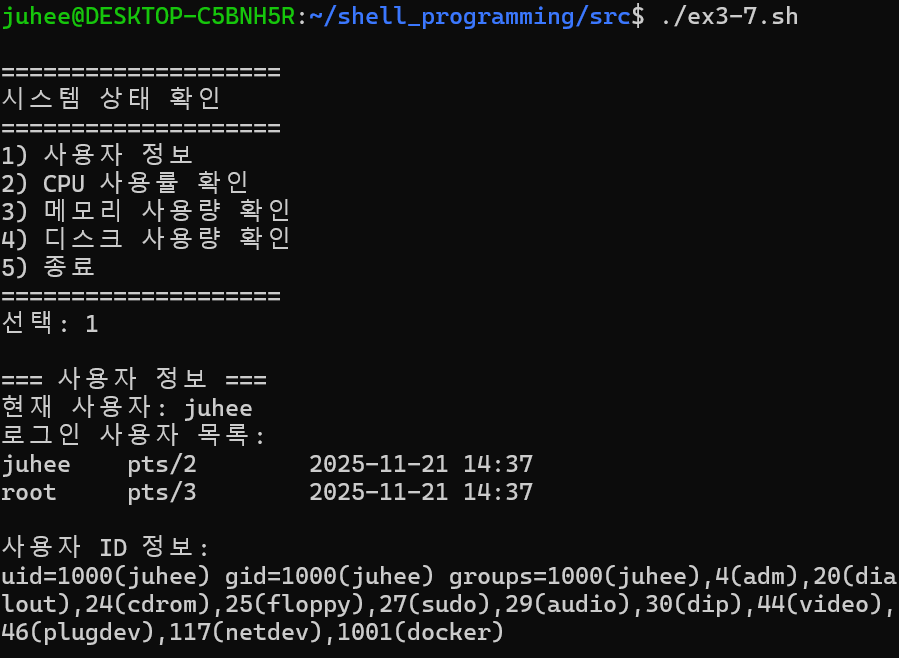 juhee@DESKTOP-C5BNH5R:~/shell_programming/src$ ./ex3-7.sh
====================
시스템 상태 확인
====================
1) 사용자 정보
2) CPU 사용률 확인
3) 메모리 사용량 확인
4) 디스크 사용량 확인
5) 종료
====================
선택: 1
=== 사용자 정보 ===
현재 사용자: juhee
로그인 사용자 목록:
juhee    pts/2        2025-11-21 14:37
root     pts/3        2025-11-21 14:37
사용자 ID 정보:
uid=1000(juhee) gid=1000(juhee) groups=1000(juhee),4(adm),20(dia
lout),24(cdrom),25(floppy),27(sudo),29(audio),30(dip),44(video),
46(plugdev),117(netdev),1001(docker)